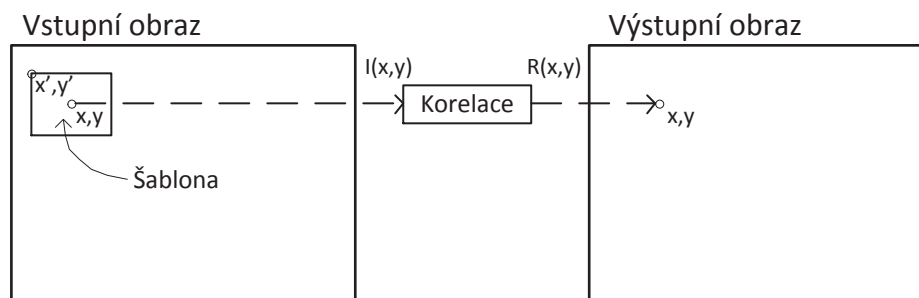 Vstupní obraz
Výstupní obraz
I(x,y)
R(x,y)
x',y'
Korelace
x,y
x,y
Šablona